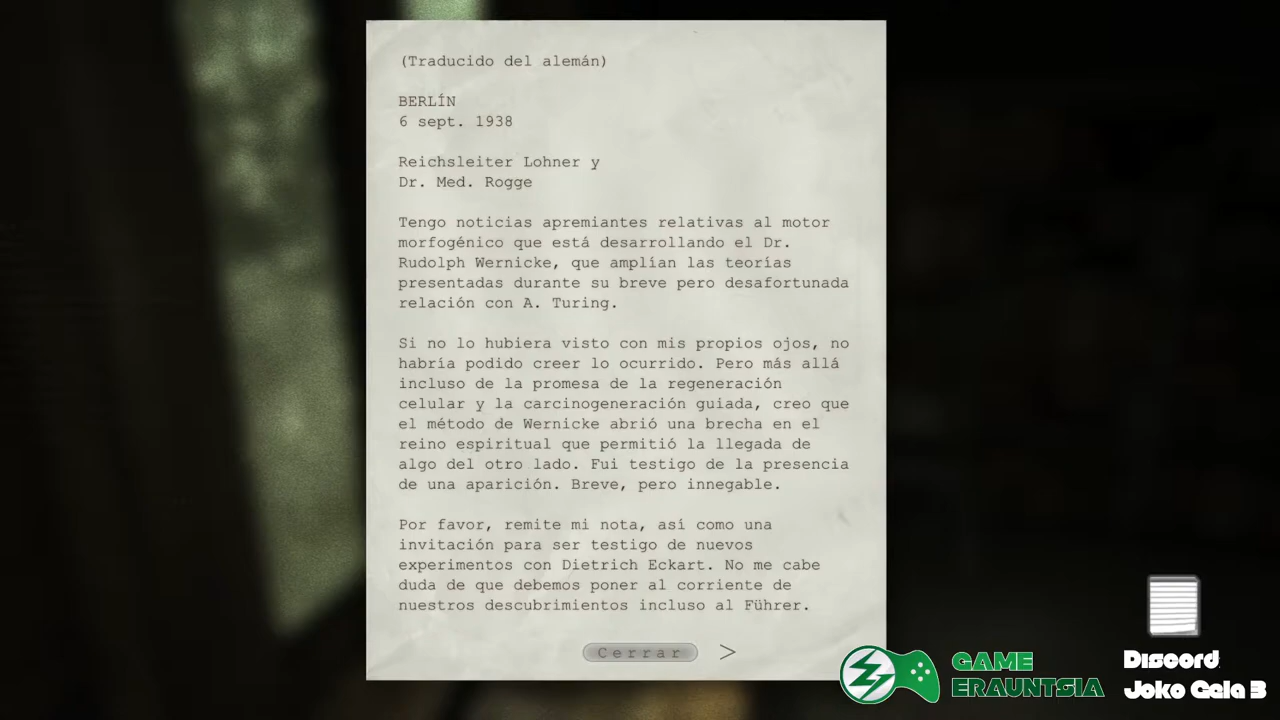 (Traducido del alemán)
BERLÍN
6 sept. 1938
Reichsleiter Lohner y
Dr. Med. Rogge
Tengo noticias apremiantes relativas al motor
morfogénico que está desarrollando el Dr.
Rudolph Wernicke, que amplían las teorías
presentadas durante su breve pero desafortunada
relación con A. Turing.
Si no lo hubiera visto con mis propios ojos, no
habría podido creer lo ocurrido. Pero más allá
incluso de la promesa de la regeneración
celular y la carcinogeneración guiada, creo que
el método de Wernicke abrió una brecha en el
reino espiritual que permitió la llegada de
algo del otro lado. Fui testigo de la presencia
de una aparición. Breve, pero innegable.
Por favor, remite mi nota, así como una
invitación para ser testigo de nuevos
experimentos con Dietrich Eckart. No me cabe
duda de que debemos poner al corriente de
nuestros descubrimientos incluso al Führer.
Cerrar >
GAME
ERAUNTSIA
Discord
Joko Gela 3